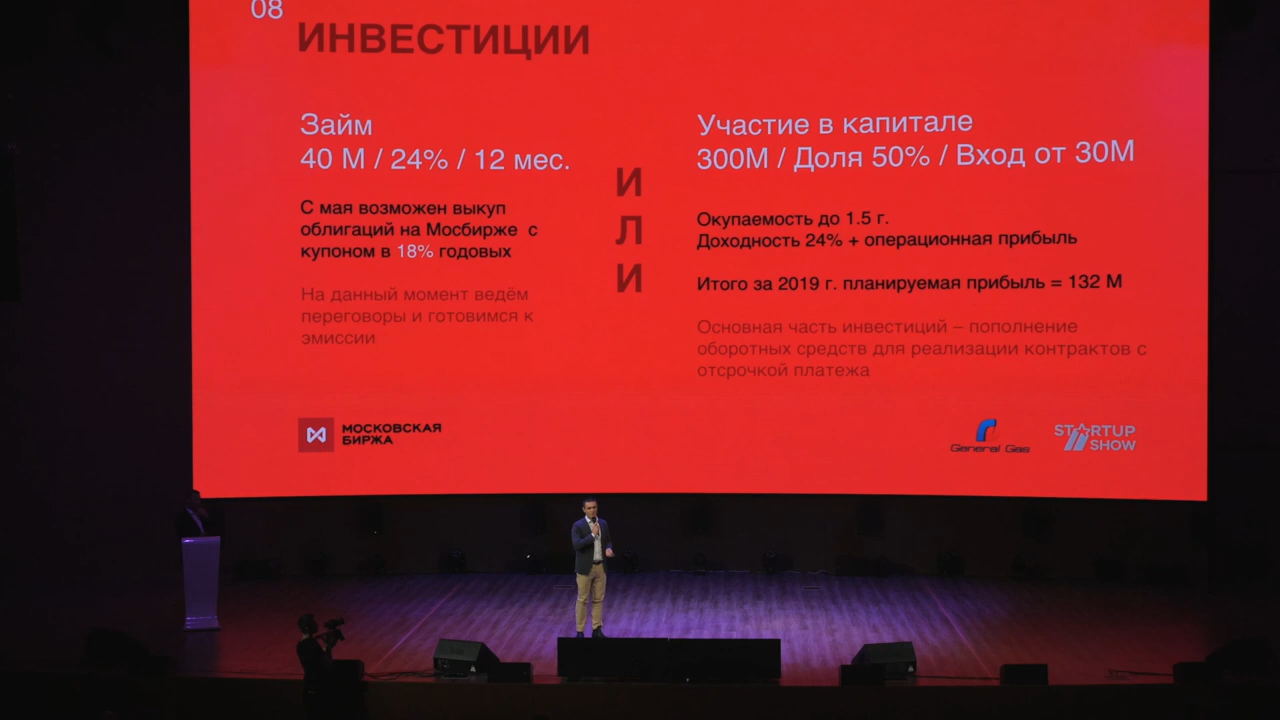 08
ИНВЕСТИЦИИ
Займ
40 М / 24% / 12 мес.
С мая возможен выкуп
облигаций на Мосбирже с
купоном в 18% годовых
На данный момент ведём
переговоры и готовимся к
эмиссии
И
Л
И
Участие в капитале
300М / Доля 50% / Вход от 30М
Окупаемость до 1.5 г.
Доходность 24% + операционная прибыль
Итого за 2019 г. планируемая прибыль = 132 М
Основная часть инвестиций – пополнение
оборотных средств для реализации контрактов с
отсрочкой платежа
МОСКОВСКАЯ
БИРЖА
General Gas
STARTUP
SHOW